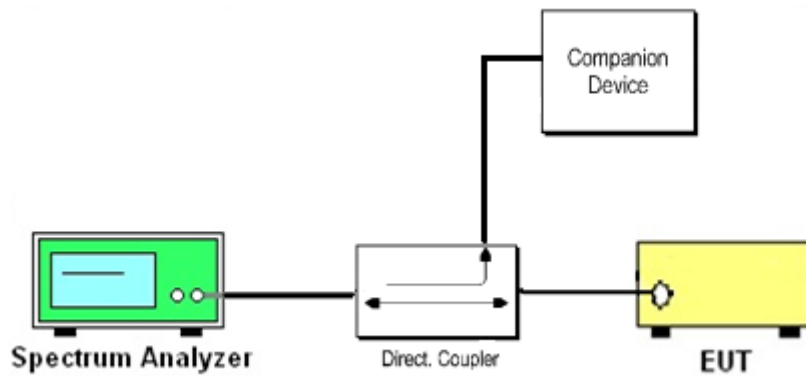 Companion
Device
Spectrum Analyzer
Direct. Coupler
EUT